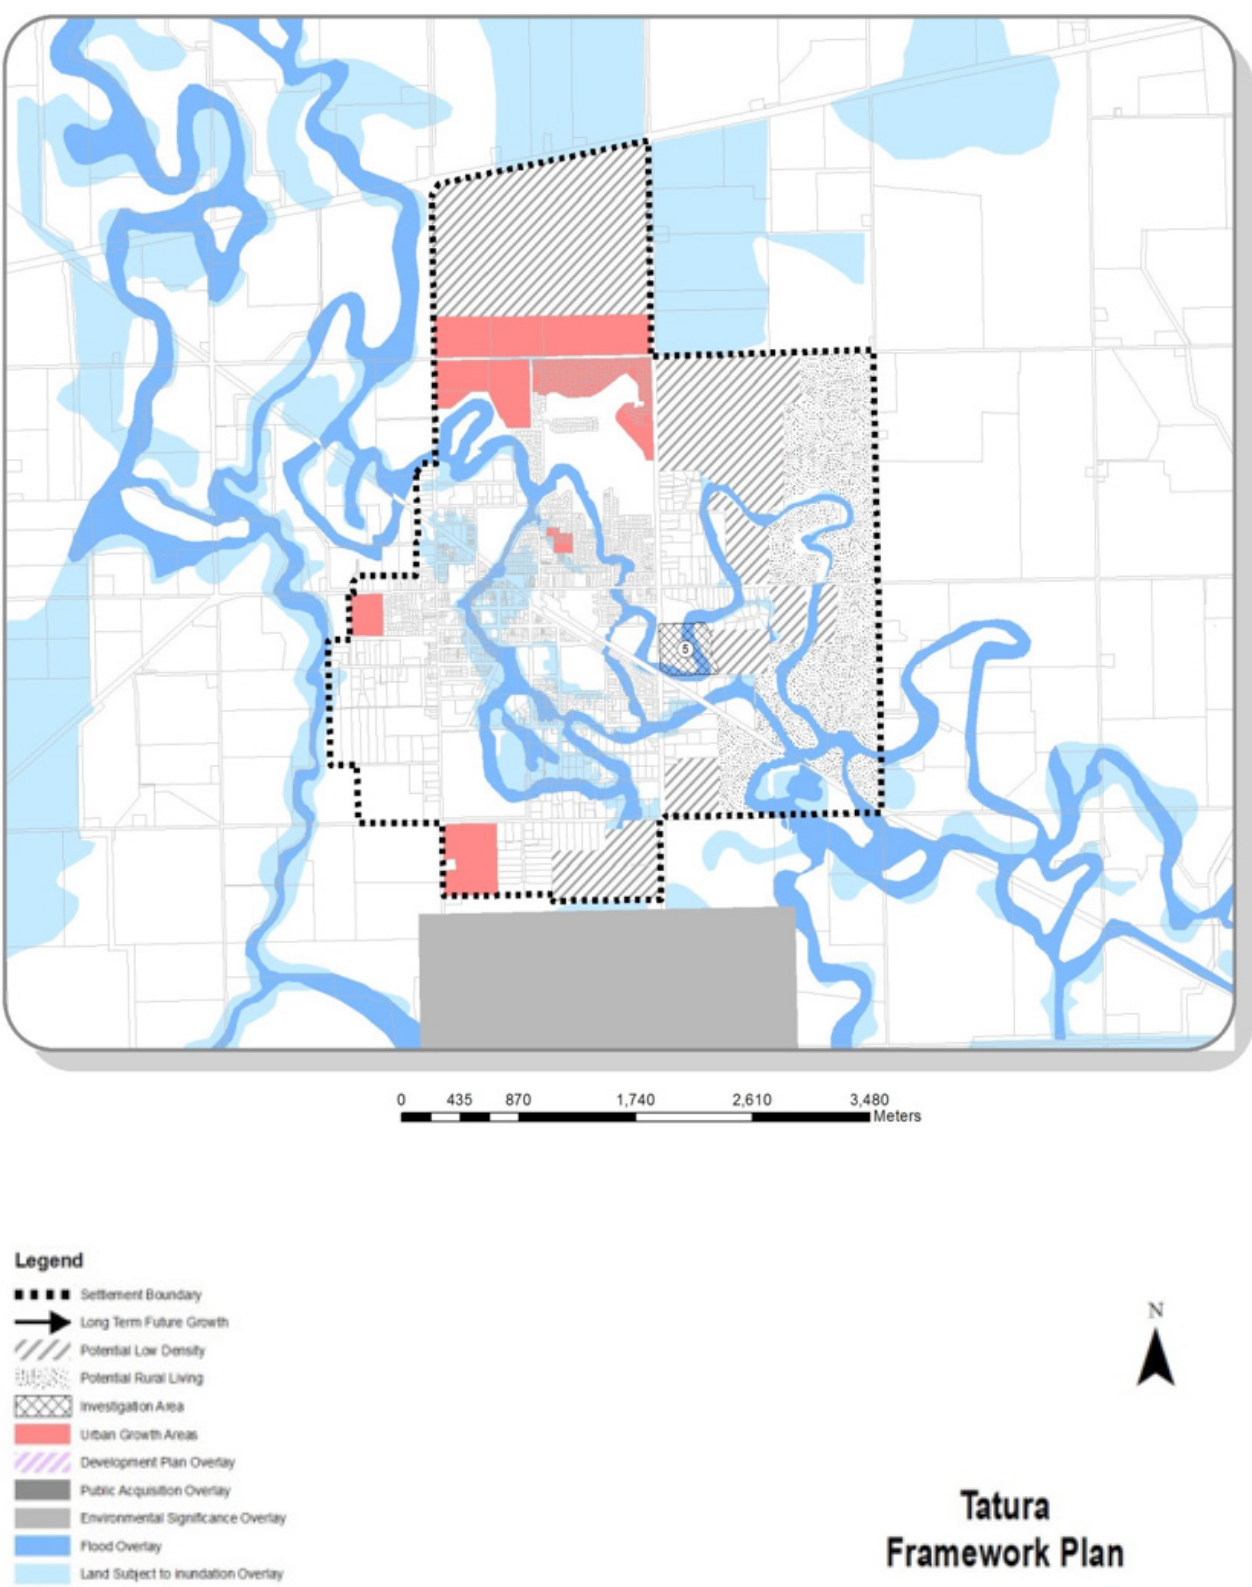 5
0 435 870 1,740 2,610 3,480
Meters
Legend
Settlement Boundary
Long Term Future Growth
Potential Low Density
Potential Rural Living
Investigation Area
Urban Growth Areas
Development Plan Overlay
Public Acquisition Overlay
Environmental Significance Overlay
Flood Overlay
Land Subject to inundation Overlay
N
Tatura
Framework Plan